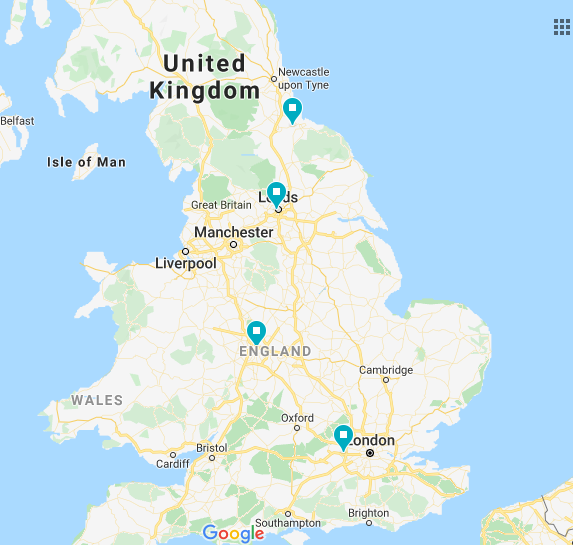 United
Kingdom
Newcastle
upon Tyne
Belfast
Isle of Man
Leeds
Great Britain
Manchester
Liverpool
ENGLAND
Cambridge
WALES
Oxford
London
Bristol
Cardiff
Southampton
Brighton
Google